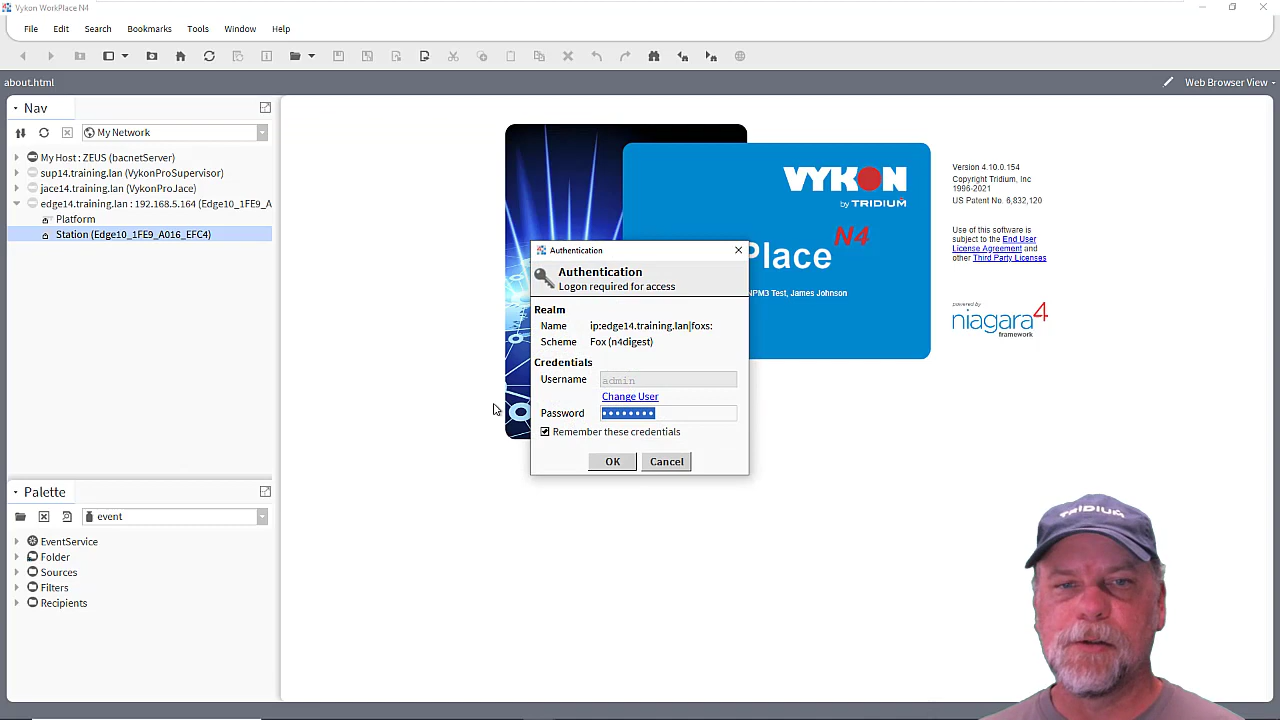 Vykon WorkPlace N4
File Edit Search Bookmarks Tools Window Help
about.html
Web Browser View
Nav
My Network
My Host : ZEUS (bacnetServer)
sup14.training.lan (VykonProSupervisor)
jace14.training.lan (VykonProJace)
edge14.training.lan : 192.168.5.164 (Edge10_1FE9_A
Platform
Station (Edge10_1FE9_A016_EFC4)
Palette
event
EventService
Folder
Sources
Filters
Recipients
VYKON
by TRIDIUM
N4
Place
NPM3 Test, James Johnson
Version 4.10.0.154
Copyright Tridium, Inc
1996-2021
US Patent No. 6,832,120
Use of this software is
subject to the End User
License Agreement and
other Third Party Licenses
powered by
niagara4
framework
Authentication
Authentication
Logon required for access
Realm
Name ip:edge14.training.lan|foxs:
Scheme Fox (n4digest)
Credentials
Username admin
Change User
Password
Remember these credentials
OK Cancel
TRIDIUM